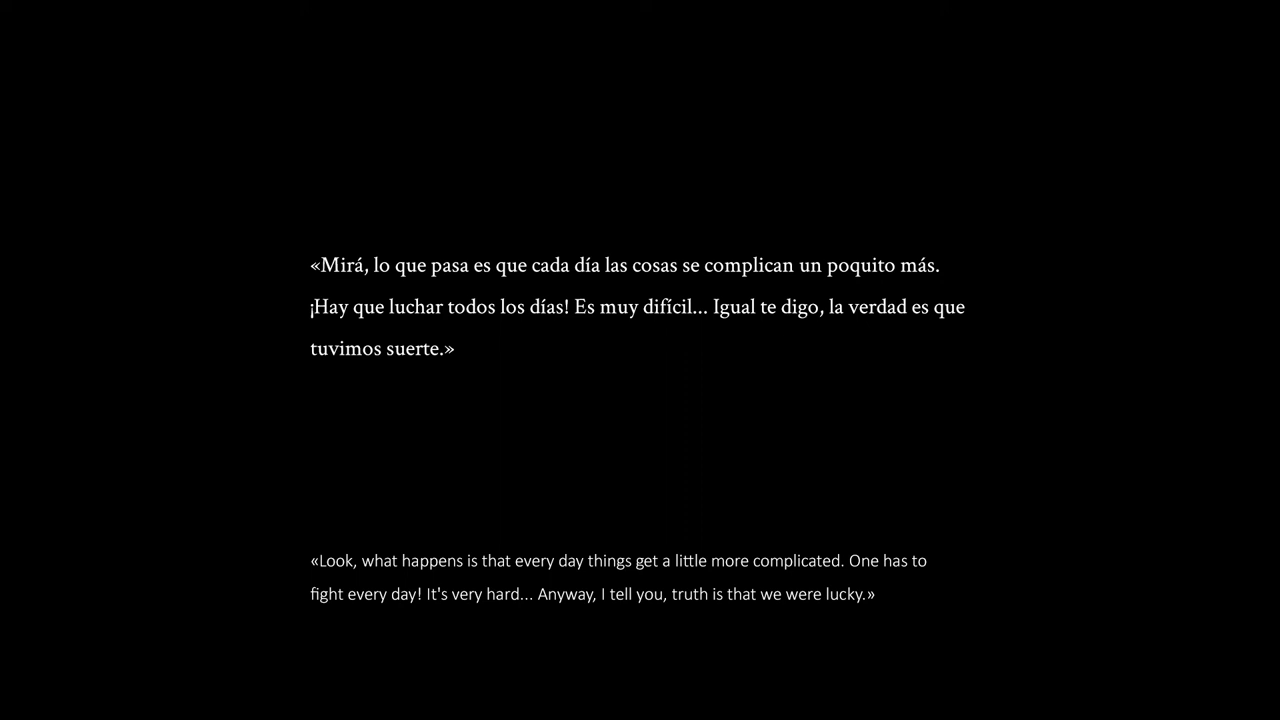 «Mirá, lo que pasa es que cada día las cosas se complican un poquito más.
¡Hay que luchar todos los días! Es muy difícil... Igual te digo, la verdad es que
tuvimos suerte.»
«Look, what happens is that every day things get a little more complicated. One has to
fight every day! It's very hard... Anyway, I tell you, truth is that we were lucky.»